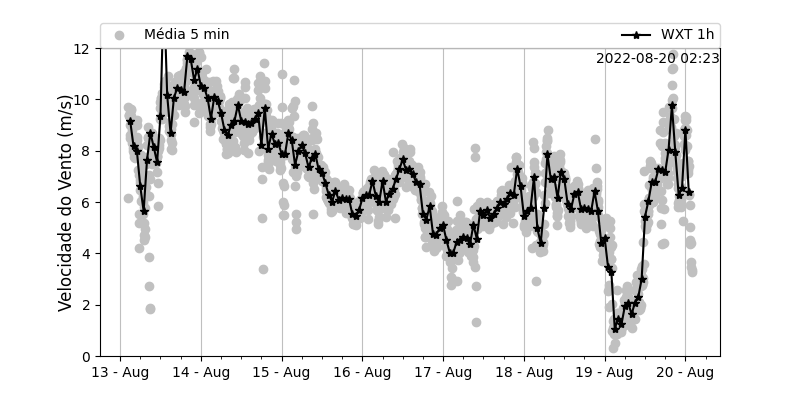 Média 5 min
WXT 1h
2022-08-20 02:23
Velocidade do Vento (m/s)
12
10
8
6
4
2
0
13 - Aug
14 - Aug
15 - Aug
16 - Aug
17 - Aug
18 - Aug
19 - Aug
20 - Aug